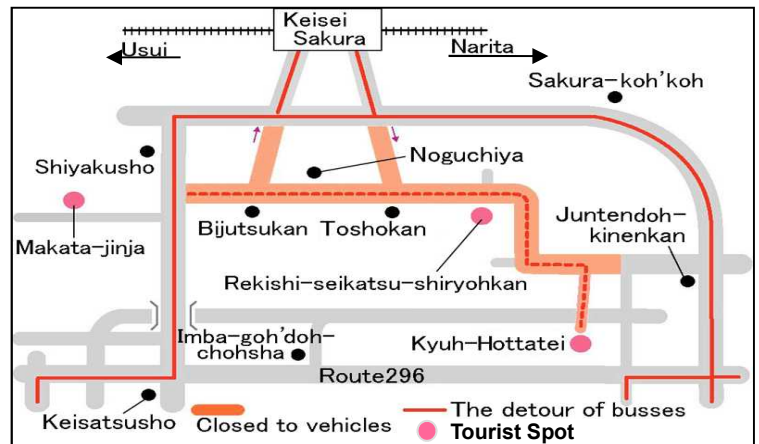 Keisei
Sakura
Usui
Narita
Sakura-koh'koh
Shiyakusho
Noguchiya
Makata-jinja
Bijutsukan
Toshokan
Juntendoh-
kinenkan
Rekishi-seikatsu-shiryohkan
Imba-goh'doh-
chohsha
Kyuh-Hottatei
Route296
Keisatsusho
Closed to vehicles
The detour of busses
Tourist Spot